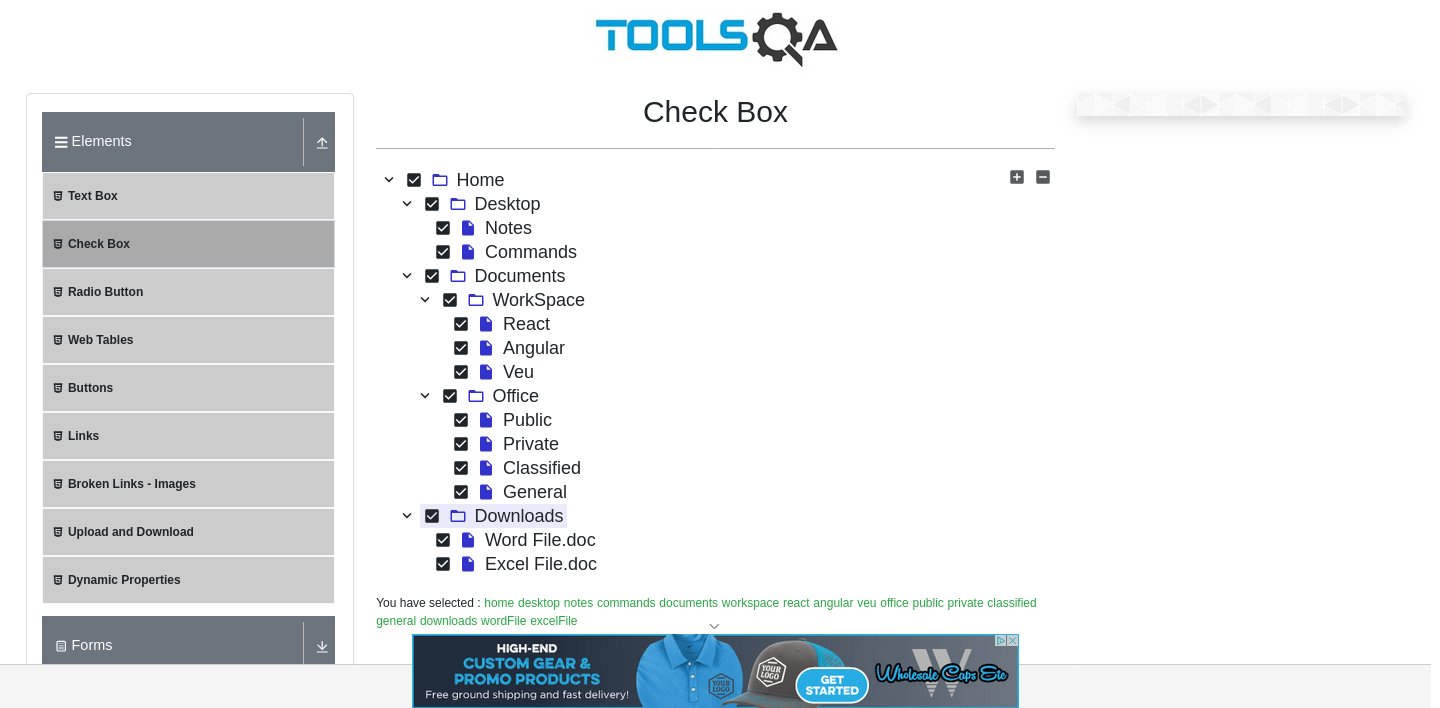 TOOLSQA
Elements
Text Box
Check Box
Radio Button
Web Tables
Buttons
Links
Broken Links - Images
Upload and Download
Dynamic Properties
Forms
Check Box
Home
Desktop
Notes
Commands
Documents
WorkSpace
React
Angular
Veu
Office
Public
Private
Classified
General
Downloads
Word File.doc
Excel File.doc
You have selected : home desktop notes commands documents workspace react angular veu office public private classified
general downloads wordFile excelFile
HIGH-END
CUSTOM GEAR &
PROMO PRODUCTS
Free ground shipping and fast delivery!
YOUR
LOGO
YOUR
LOGO
GET
STARTED
W
Wholesale Caps Etc